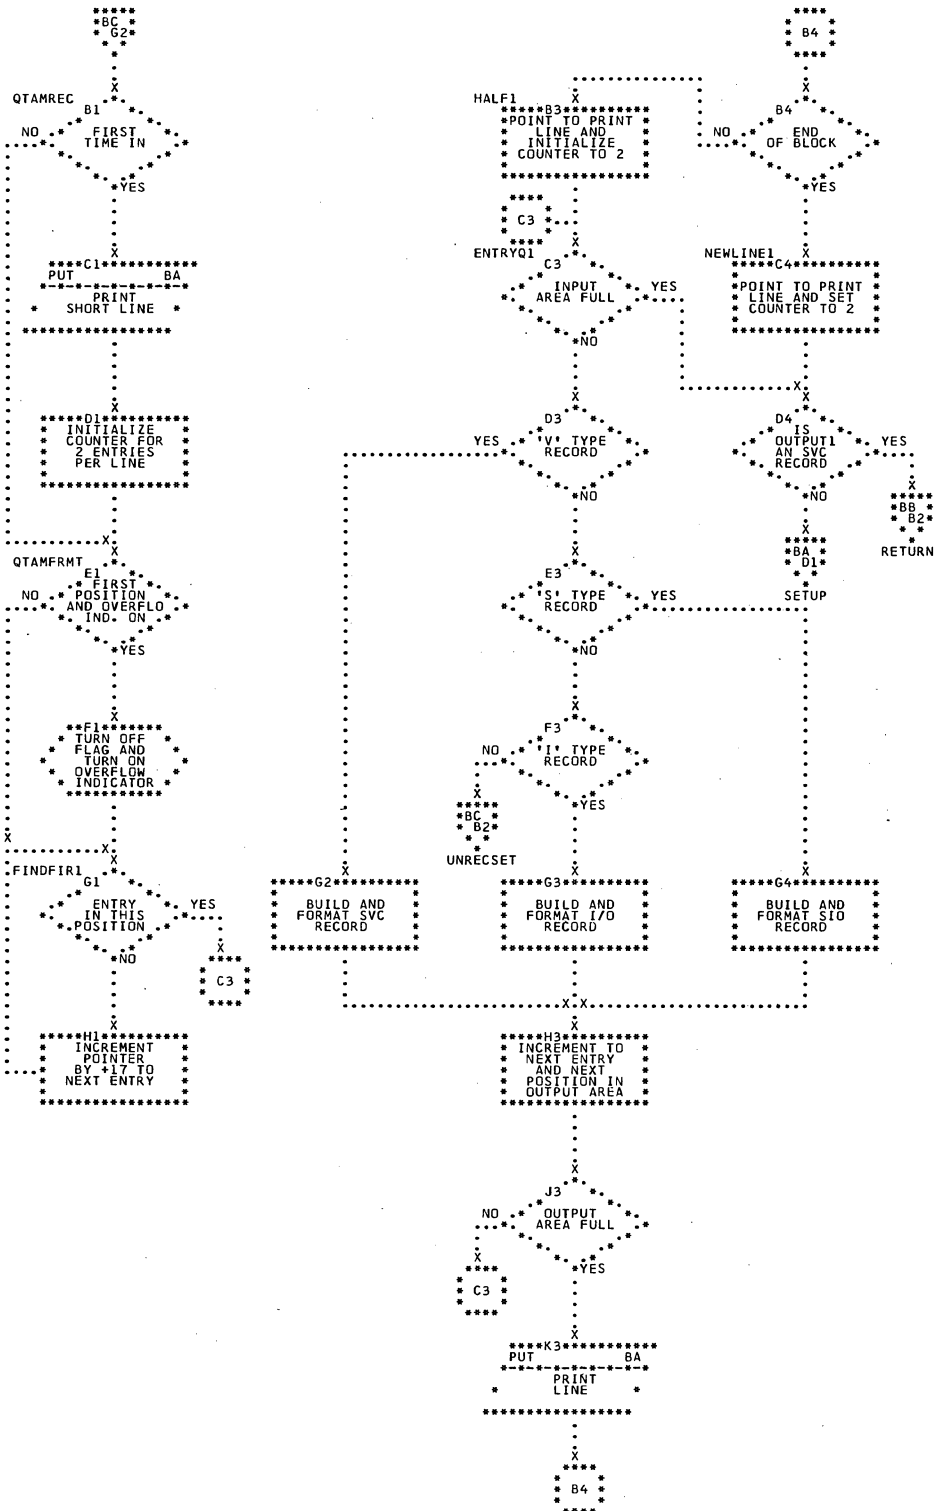 BC
G2
QTAMREC
B1
NO
FIRST
TIME IN
YES
C1
PUT BA
PRINT
SHORT LINE
D1
INITIALIZE
COUNTER FOR
2 ENTRIES
PER LINE
QTAMFRMT
E1
NO
FIRST
POSITION
AND OVERFLO
IND. ON
YES
F1
TURN OFF
FLAG AND
TURN ON
OVERFLOW
INDICATOR
FINDFIR1
G1
ENTRY
IN THIS
POSITION
YES
NO
C3
H1
INCREMENT
POINTER
BY +17 TO
NEXT ENTRY
HALF1
B3
POINT TO PRINT
LINE AND
INITIALIZE
COUNTER TO 2
C3
ENTRYQ1
C3
INPUT
AREA FULL
YES
NO
D3
YES
'V' TYPE
RECORD
NO
E3
'S' TYPE
RECORD
YES
NO
F3
NO
'I' TYPE
RECORD
YES
BC
B2
UNRECSET
G2
BUILD AND
FORMAT SVC
RECORD
G3
BUILD AND
FORMAT I/O
RECORD
G4
BUILD AND
FORMAT SIO
RECORD
H3
INCREMENT TO
NEXT ENTRY
AND NEXT
POSITION IN
OUTPUT AREA
J3
NO
OUTPUT
AREA FULL
YES
C3
K3
PUT BA
PRINT
LINE
B4
B4
B4
NO
END
OF BLOCK
YES
NEWLINE1
C4
POINT TO PRINT
LINE AND SET
COUNTER TO 2
D4
IS
OUTPUT1
AN SVC
RECORD
YES
NO
BB
B2
RETURN
BA
D1
SETUP